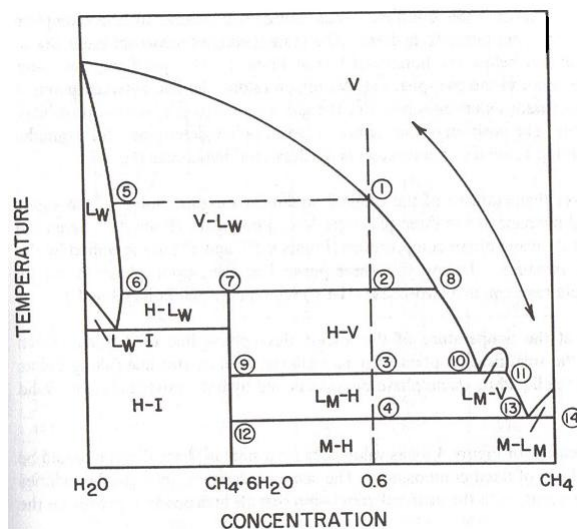 V
TEMPERATURE
5
1
L_W
V-L_W
6
7
2
8
H-L_W
L_W-I
H-V
9
3
10
11
H-I
L_M-H
L_M-V
4
13
14
12
M-H
M-L_M
H₂O
CH₄·6H₂O
0.6
CH₄
CONCENTRATION